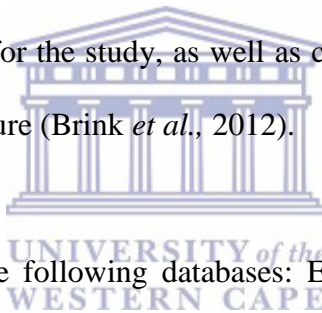 for the study, as well as c
ure (Brink et al., 2012).
e following databases: E
UNIVERSITY of the
WESTERN CAPE